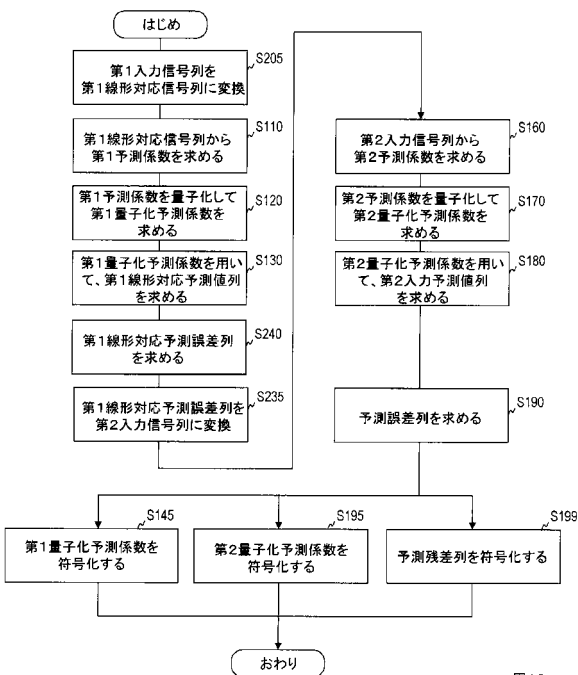 はじめ
S205
第1入力信号列を
第1線形対応信号列に変換
S110
第1線形対応信号列から
第1予測係数を求める
S120
第1予測係数を量子化して
第1量子化予測係数を
求める
S130
第1量子化予測係数を用い
て、第1線形対応予測値列
を求める
S240
第1線形対応予測誤差列
を求める
S235
第1線形対応予測誤差列を
第2入力信号列に変換
S160
第2入力信号列から
第2予測係数を求める
S170
第2予測係数を量子化して
第2量子化予測係数を
求める
S180
第2量子化予測係数を用い
て、第2入力予測値列
を求める
S190
予測誤差列を求める
S145
第1量子化予測係数を
符号化する
S195
第2量子化予測係数を
符号化する
S199
予測残差列を符号化する
おわり